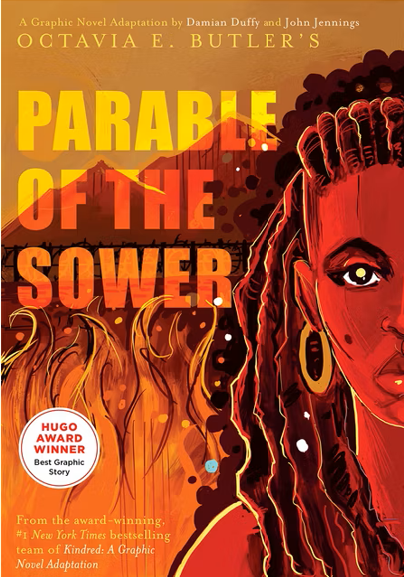 A Graphic Novel Adaptation by Damian Duffy and John Jennings
OCTAVIA E. BUTLER'S
PARABLE
OF THE
SOWER
HUGO
AWARD
WINNER
Best Graphic
Story
From the award-winning,
#1 New York Times bestselling
team of Kindred: A Graphic
Novel Adaptation